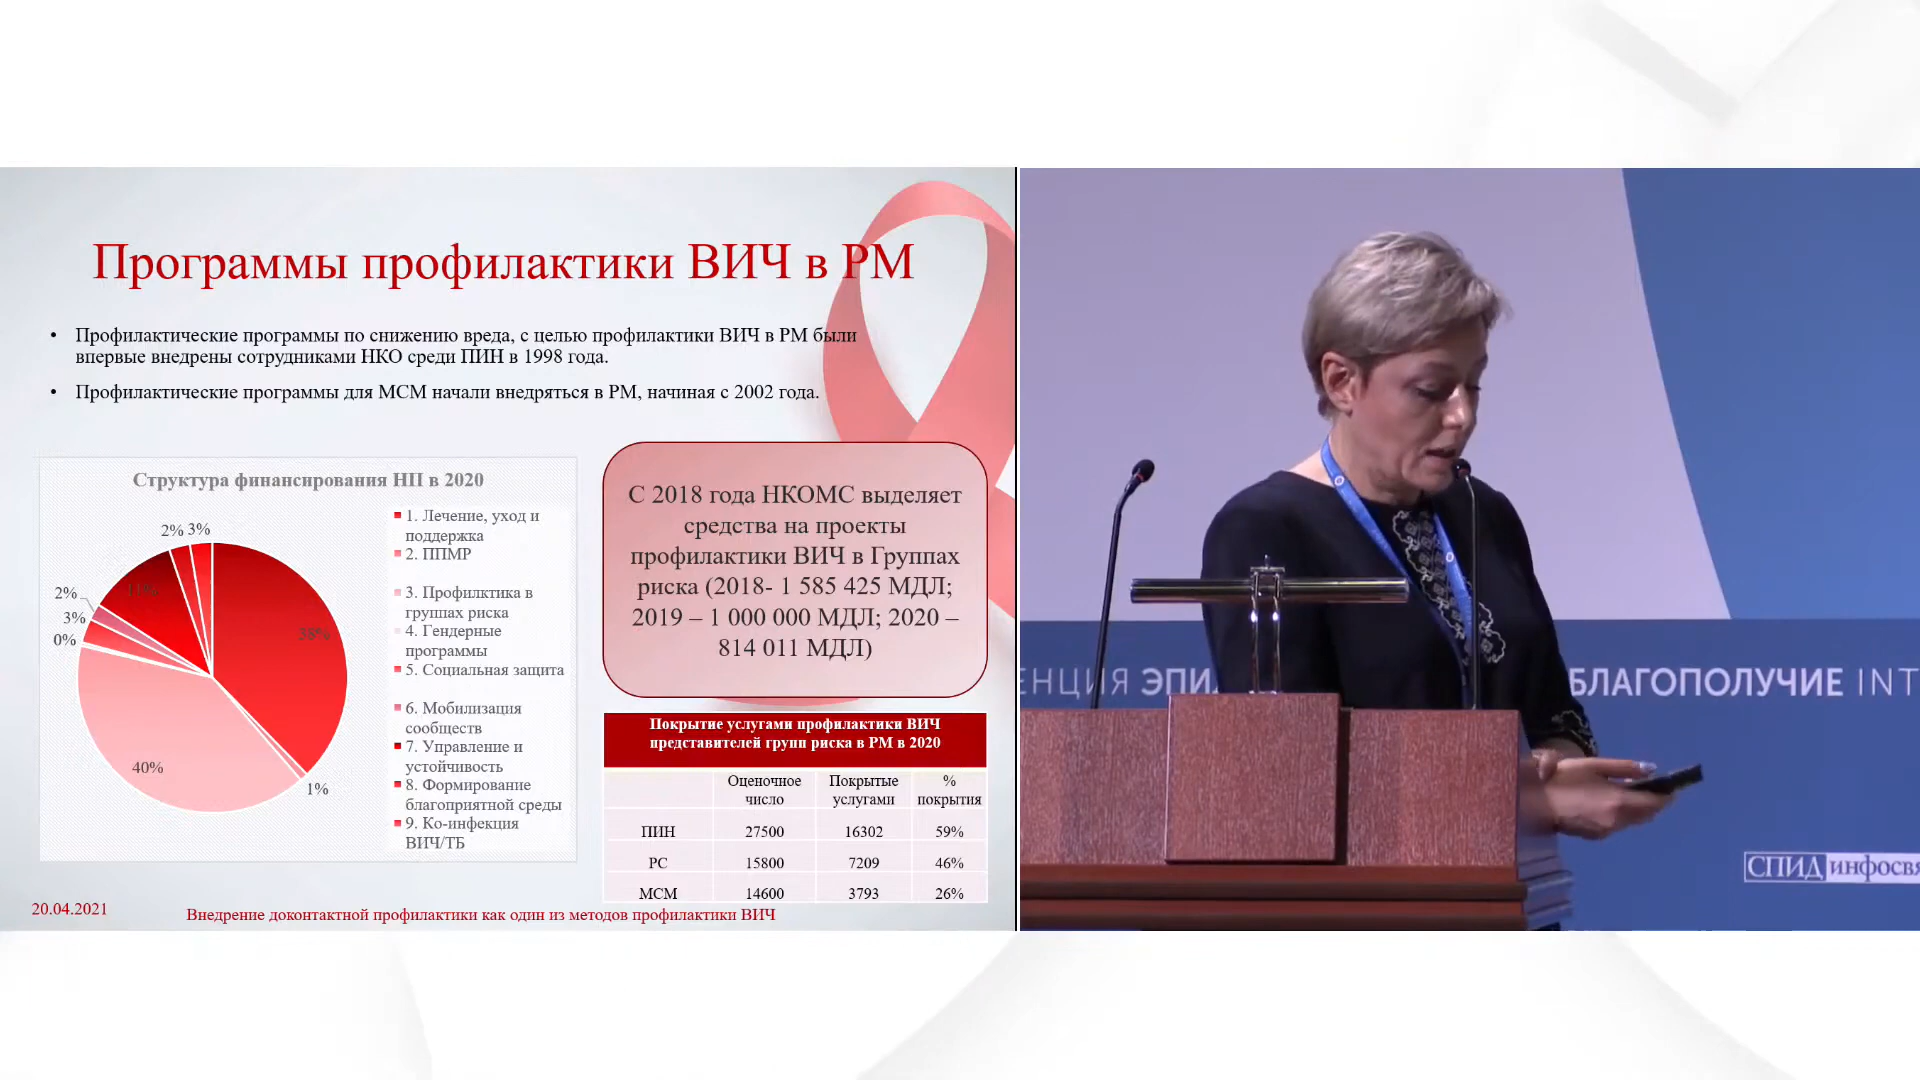 Программы профилактики ВИЧ в РМ
• Профилактические программы по снижению вреда, с целью профилактики ВИЧ в РМ были
впервые внедрены сотрудниками НКО среди ПИН в 1998 года.
• Профилактические программы для МСМ начали внедряться в РМ, начиная с 2002 года.
Структура финансирования НП в 2020
2% 3%
11%
2%
3%
0%
38%
40%
1%
1. Лечение, уход и
поддержка
2. ППМР
3. Профилктика в
группах риска
4. Гендерные
программы
5. Социальная защита
6. Мобилизация
сообществ
7. Управление и
устойчивость
8. Формирование
благоприятной среды
9. Ко-инфекция
ВИЧ/ТБ
С 2018 года НКОМС выделяет
средства на проекты
профилактики ВИЧ в Группах
риска (2018- 1 585 425 МДЛ;
2019 – 1 000 000 МДЛ; 2020 –
814 011 МДЛ)
Покрытие услугами профилактики ВИЧ
представителей групп риска в РМ в 2020
Оценочное Покрытые %
число услугами покрытия
ПИН 27500 16302 59%
РС 15800 7209 46%
МСМ 14600 3793 26%
20.04.2021
Внедрение доконтактной профилактики как один из методов профилактики ВИЧ
ЕНЦИЯ ЭПИ БЛАГОПОЛУЧИЕ INT
СПИД инфосвя